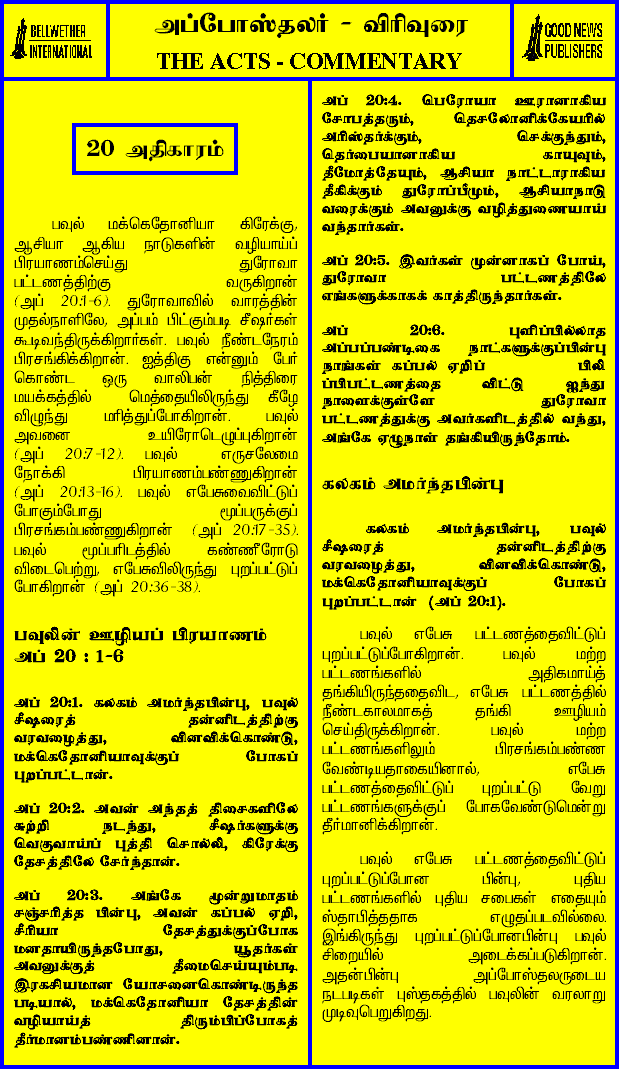 BELLWETHER
INTERNATIONAL
அப்போஸ்தலர் - விரிவுரை
THE ACTS - COMMENTARY
GOOD NEWS
PUBLISHERS
20 அதிகாரம்
பவுல் மக்கெதோனியா கிரேக்கு,
ஆசியா ஆகிய நாடுகளின் வழியாய்ப்
பிரயாணம்செய்து துரோவா
பட்டணத்திற்கு வருகிறான்
(அப் 20:1-6). துரோவாவில் வாரத்தின்
முதல்நாளிலே, அப்பம் பிட்கும்படி சீஷர்கள்
கூடிவந்திருக்கிறார்கள். பவுல் நீண்டநேரம்
பிரசங்கிக்கிறான். ஐத்திகு என்னும் பேர்
கொண்ட ஒரு வாலிபன் நித்திரை
மயக்கத்தில் மெத்தையிலிருந்து கீழே
விழுந்து மரித்துப்போகிறான். பவுல்
அவனை உயிரோடெழுப்புகிறான்
(அப் 20:7-12). பவுல் எருசலேமை
நோக்கி பிரயாணம்பண்ணுகிறான்
(அப் 20:13-16). பவுல் எபேசுவைவிட்டுப்
போகும்போது மூப்பருக்குப்
பிரசங்கம்பண்ணுகிறான் (அப் 20:17-35).
பவுல் மூப்பரிடத்தில் கண்ணீரோடு
விடைபெற்று, எபேசுவிலிருந்து புறப்பட்டுப்
போகிறான் (அப் 20:36-38).
பவுலின் ஊழியப் பிரயாணம்
அப் 20 : 1-6
அப் 20:1. கலகம் அமர்ந்தபின்பு, பவுல்
சீஷரைத் தன்னிடத்திற்கு
வரவழைத்து, வினவிக்கொண்டு,
மக்கெதோனியாவுக்குப் போகப்
புறப்பட்டான்.
அப் 20:2. அவன் அந்தத் திசைகளிலே
சுற்றி நடந்து, சீஷர்களுக்கு
வெகுவாய்ப் புத்தி சொல்லி, கிரேக்கு
தேசத்திலே சேர்ந்தான்.
அப் 20:3. அங்கே மூன்றுமாதம்
சஞ்சரித்த பின்பு, அவன் கப்பல் ஏறி,
சீரியா தேசத்துக்குப்போக
மனதாயிருந்தபோது, யூதர்கள்
அவனுக்குத் தீமைசெய்யும்படி
இரகசியமான யோசனைகொண்டிருந்த
படியால், மக்கெதோனியா தேசத்தின்
வழியாய்த் திரும்பிப்போகத்
தீர்மானம்பண்ணினான்.
அப் 20:4. பெரோயா ஊரானாகிய
சோபத்தரும், தெசலோனிக்கேயரில்
அரிஸ்தர்க்கும், செக்குந்தும்,
தெர்பையானாகிய காயுவும்,
தீமோத்தேயும், ஆசியா நாட்டாராகிய
தீகிக்கும் துரோப்பீமும், ஆசியாநாடு
வரைக்கும் அவனுக்கு வழித்துணையாய்
வந்தார்கள்.
அப் 20:5. இவர்கள் முன்னாகப் போய்,
துரோவா பட்டணத்திலே
எங்களுக்காகக் காத்திருந்தார்கள்.
அப் 20:6. புளிப்பில்லாத
அப்பப்பண்டிகை நாட்களுக்குப்பின்பு
நாங்கள் கப்பல் ஏறிப் பிலி
ப்பிபட்டணத்தை விட்டு ஐந்து
நாளைக்குள்ளே துரோவா
பட்டணத்துக்கு அவர்களிடத்தில் வந்து,
அங்கே ஏழுநாள் தங்கியிருந்தோம்.
கலகம் அமர்ந்தபின்பு
கலகம் அமர்ந்தபின்பு, பவுல்
சீஷரைத் தன்னிடத்திற்கு
வரவழைத்து, வினவிக்கொண்டு,
மக்கெதோனியாவுக்குப் போகப்
புறப்பட்டான் (அப் 20:1).
பவுல் எபேசு பட்டணத்தைவிட்டுப்
புறப்பட்டுப்போகிறான். பவுல் மற்ற
பட்டணங்களில் அதிகமாய்த்
தங்கியிருந்ததைவிட, எபேசு பட்டணத்தில்
நீண்டகாலமாகத் தங்கி ஊழியம்
செய்திருக்கிறான். பவுல் மற்ற
பட்டணங்களிலும் பிரசங்கம்பண்ண
வேண்டியதாகையினால், எபேசு
பட்டணத்தைவிட்டுப் புறப்பட்டு வேறு
பட்டணங்களுக்குப் போகவேண்டுமென்று
தீர்மானிக்கிறான்.
பவுல் எபேசு பட்டணத்தைவிட்டுப்
புறப்பட்டுப்போன பின்பு, புதிய
பட்டணங்களில் புதிய சபைகள் எதையும்
ஸ்தாபித்ததாக எழுதப்படவில்லை.
இங்கிருந்து புறப்பட்டுப்போனபின்பு பவுல்
சிறையில் அடைக்கப்படுகிறான்.
அதன்பின்பு அப்போஸ்தலருடைய
நடபடிகள் புஸ்தகத்தில் பவுலின் வரலாறு
முடிவுபெறுகிறது.